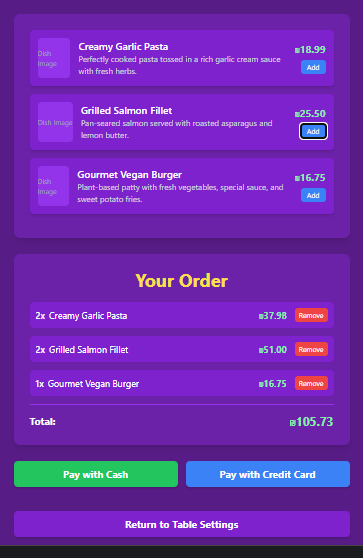 Dish Image
Creamy Garlic Pasta
₪18.99
Perfectly cooked pasta tossed in a rich garlic cream sauce
with fresh herbs.
Add
Dish Image
Grilled Salmon Fillet
₪25.50
Pan-seared salmon served with roasted asparagus and
lemon butter.
Add
Dish Image
Gourmet Vegan Burger
₪16.75
Plant-based patty with fresh vegetables, special sauce, and
sweet potato fries.
Add
Your Order
2x Creamy Garlic Pasta ₪37.98 Remove
2x Grilled Salmon Fillet ₪51.00 Remove
1x Gourmet Vegan Burger ₪16.75 Remove
Total: ₪105.73
Pay with Cash Pay with Credit Card
Return to Table Settings